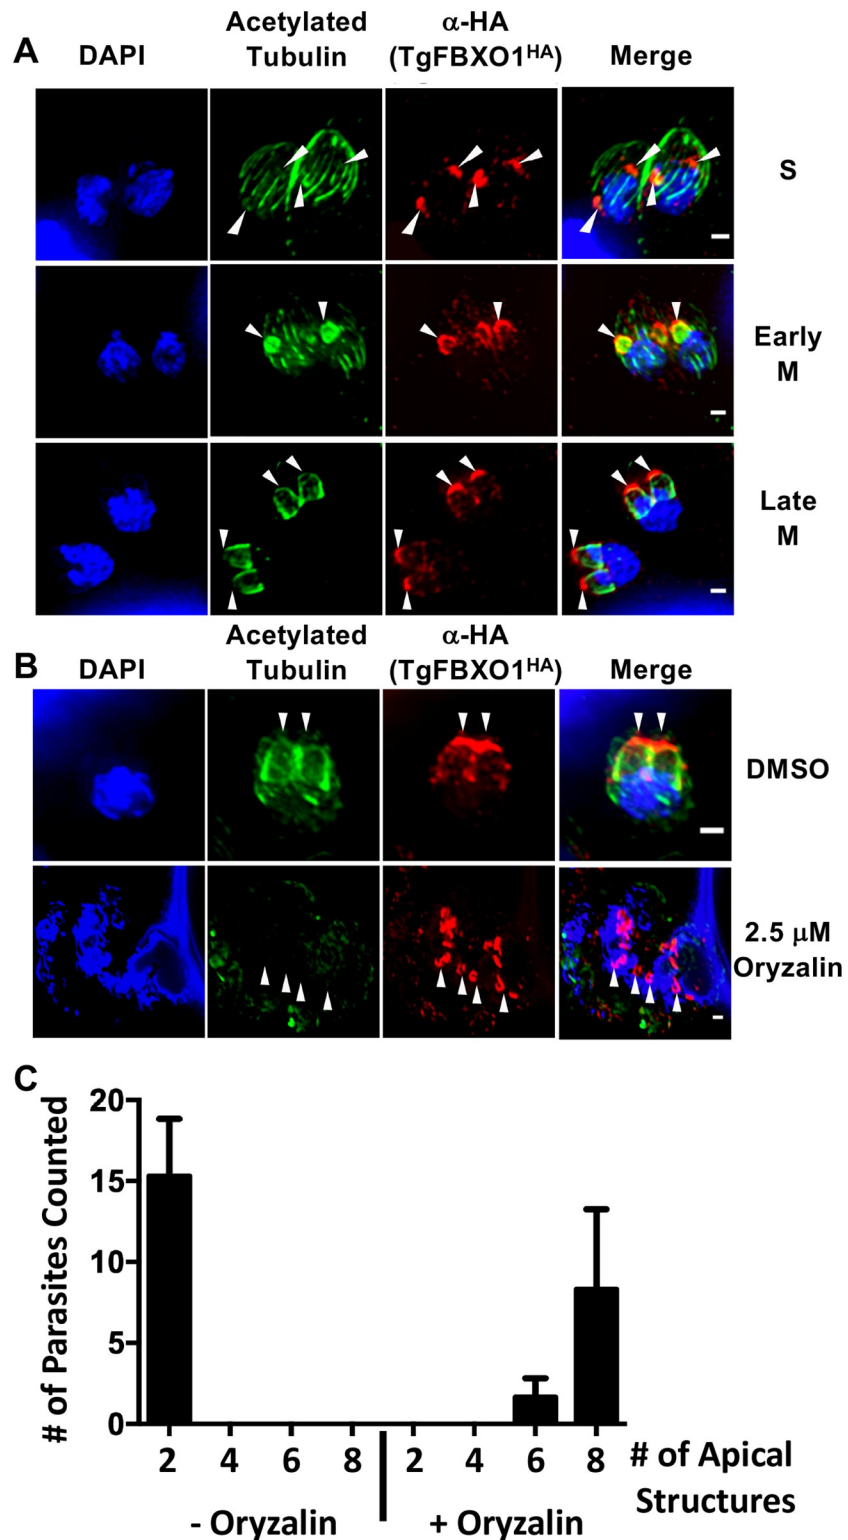 A
DAPI
Acetylated
Tubulin
α-HA
(TgFBXO1ᴴᴬ)
Merge
S
Early
M
Late
M
B
DAPI
Acetylated
Tubulin
α-HA
(TgFBXO1ᴴᴬ)
Merge
DMSO
2.5 μM
Oryzalin
C
# of Parasites Counted
20
15
10
5
0
2 4 6 8 2 4 6 8
# of Apical
Structures
- Oryzalin + Oryzalin